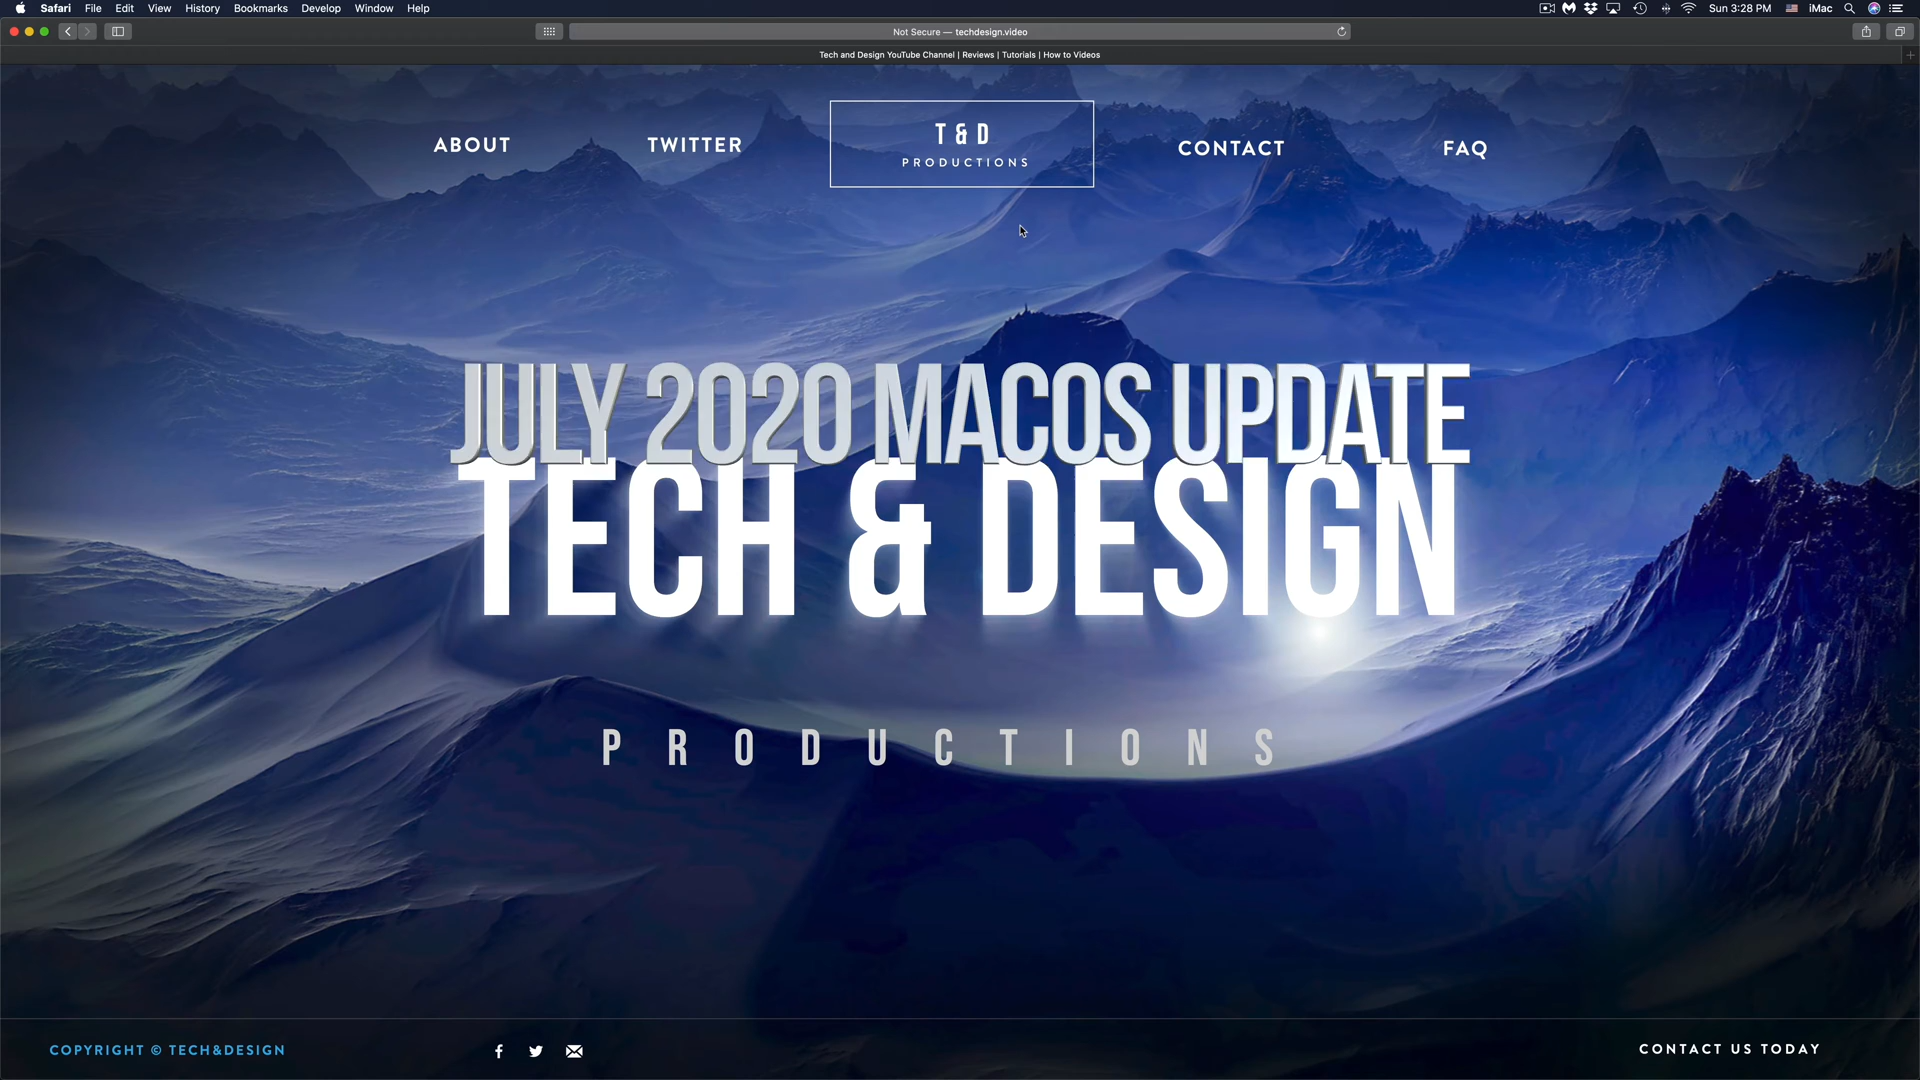 Safari File Edit View History Bookmarks Develop Window Help
Sun 3:28 PM iMac
Not Secure — techdesign.video
Tech and Design YouTube Channel | Reviews | Tutorials | How to Videos
ABOUT TWITTER T & D CONTACT FAQ
PRODUCTIONS
JULY 2020 MACOS UPDATE
TECH & DESIGN
PRODUCTIONS
COPYRIGHT © TECH&DESIGN
CONTACT US TODAY